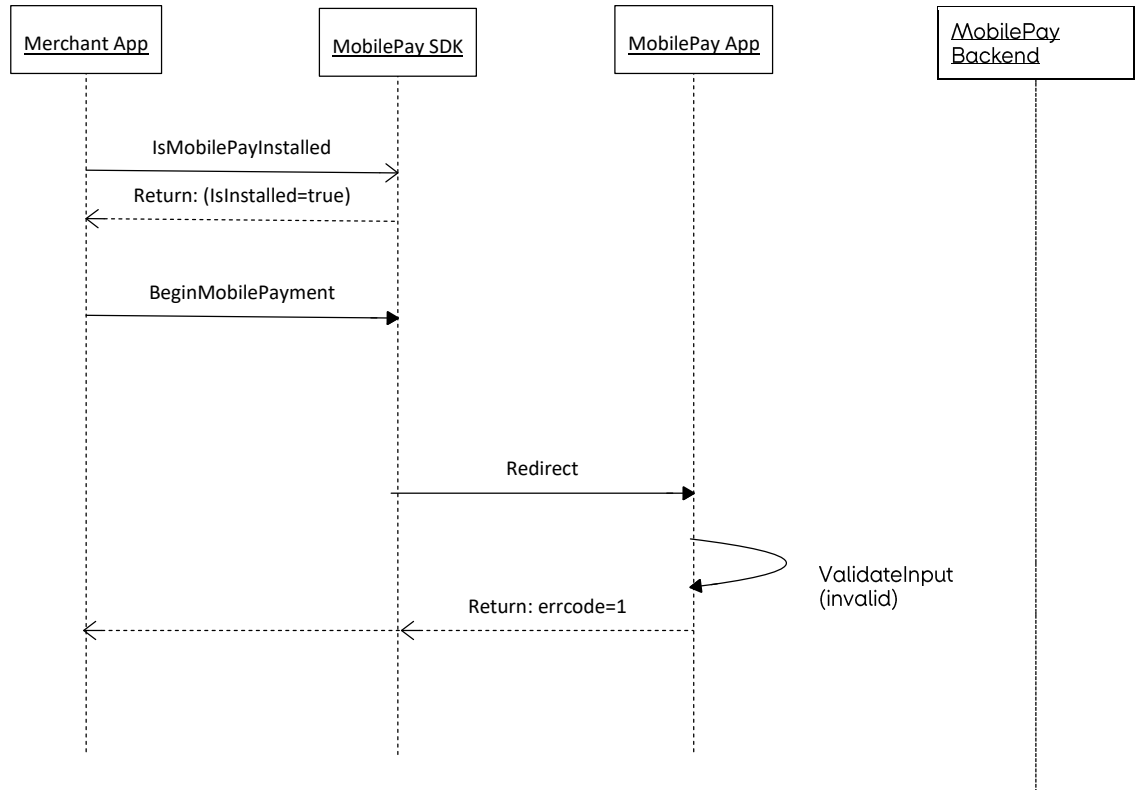 Merchant App
MobilePay SDK
MobilePay App
MobilePay
Backend
IsMobilePayInstalled
Return: (IsInstalled=true)
BeginMobilePayment
Redirect
ValidateInput
(invalid)
Return: errcode=1